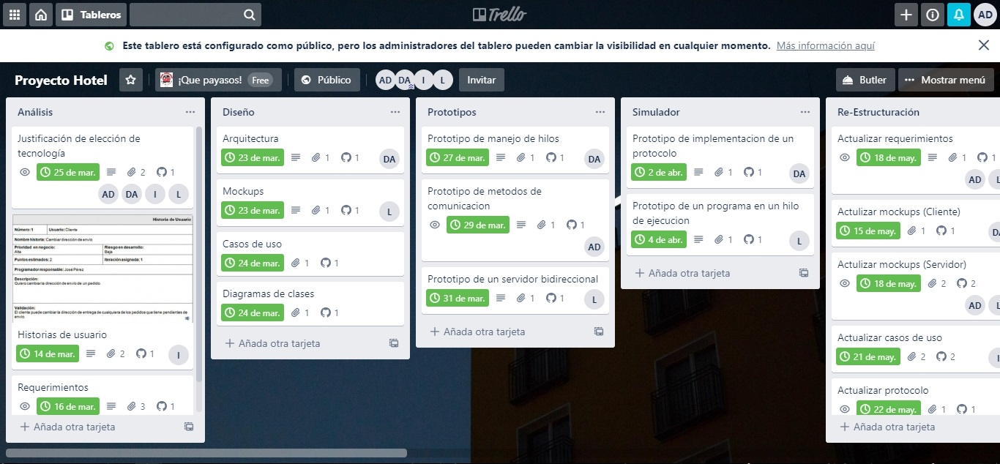 Tableros
Trello
AD
Este tablero está configurado como público, pero los administradores del tablero pueden cambiar la visibilidad en cualquier momento. Más información aquí
Proyecto Hotel
¡Que payasos! Free
Público
AD DA I L
Invitar
Butler
Mostrar menú
Análisis
Justificación de elección de
tecnología
25 de mar. 2 1
AD DA I L
Historia de Usuario
Número: 1 Usuario: Cliente
Nombre historia: Cambiar dirección de envío
Prioridad en negocio:
Alta
Riesgo en desarrollo:
Baja
Puntos estimados: 2 Iteración asignada: 1
Programador responsable: José Pérez
Descripción:
Quiero cambiar la dirección de envío de un pedido.
Validación:
El cliente puede cambiar la dirección de entrega de cualquiera de los pedidos que tiene pendientes de
envío.
Historias de usuario
14 de mar. 2 1
I
Requerimientos
16 de mar. 3 1
+ Añada otra tarjeta
Diseño
Arquitectura
23 de mar. 1 1
DA
Mockups
23 de mar. 1 1
L
Casos de uso
24 de mar. 1 1
Diagramas de clases
24 de mar. 1 1
+ Añada otra tarjeta
Prototipos
Prototipo de manejo de hilos
27 de mar. 1 1
DA
Prototipo de metodos de
comunicacion
29 de mar. 1 1
AD
Prototipo de un servidor bidireccional
31 de mar. 1 1
L
+ Añada otra tarjeta
Simulador
Prototipo de implementacion de un
protocolo
2 de abr. 1 1
DA
Prototipo de un programa en un hilo
de ejecucion
4 de abr. 1 1
L
+ Añada otra tarjeta
Re-Estructuración
Actualizar requerimientos
18 de may. 1 1
AD L
Actulizar mockups (Cliente)
15 de may. 1 1
DA
Actulizar mockups (Servidor)
18 de may. 2 2
AD L
Actualizar casos de uso
21 de may. 2 2
I
Actualizar protocolo
22 de may. 1 1
+ Añada otra tarjeta